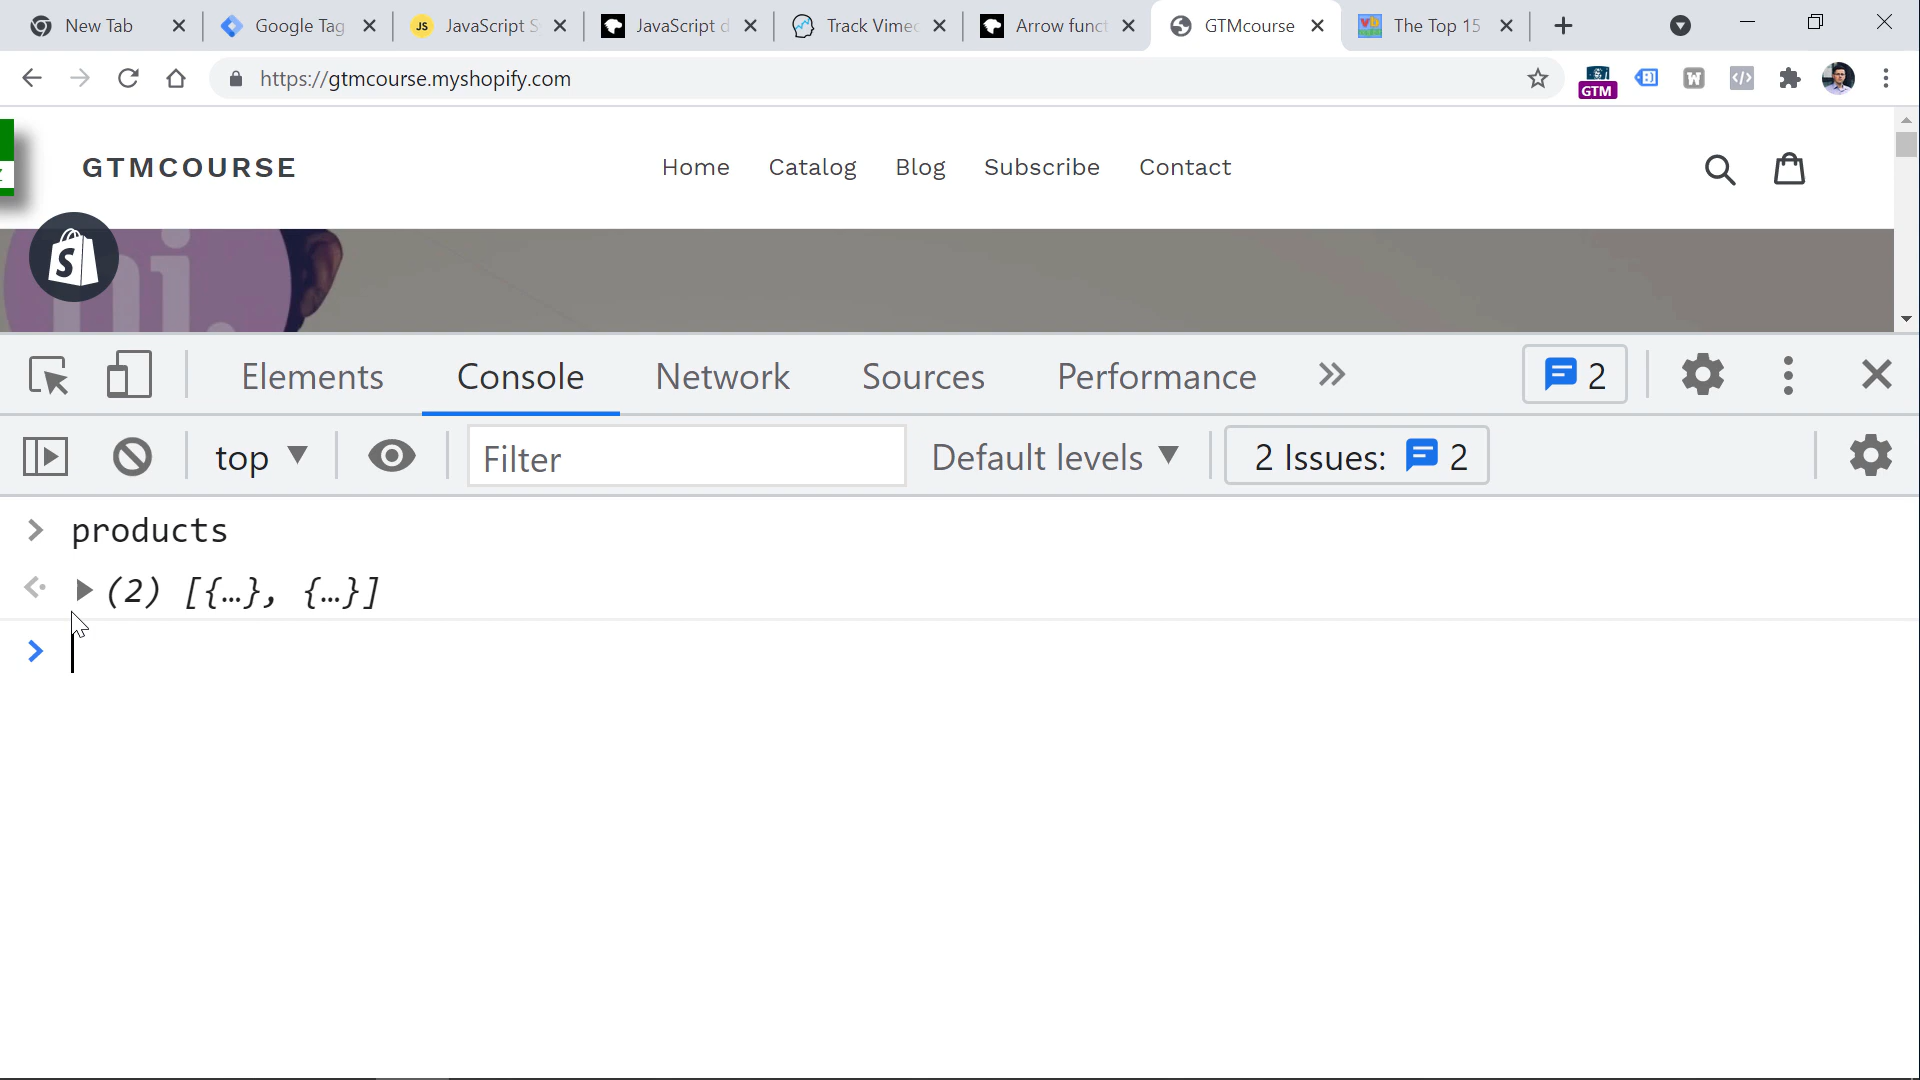 New Tab
Google Tag
JS JavaScript S
JavaScript d
Track Vimeo
Arrow funct
GTMcourse
The Top 15
https://gtmcourse.myshopify.com
GTM
GTMCOURSE
Home Catalog Blog Subscribe Contact
Elements Console Network Sources Performance 2
top Filter Default levels 2 Issues: 2
products
(2) [{…}, {…}]